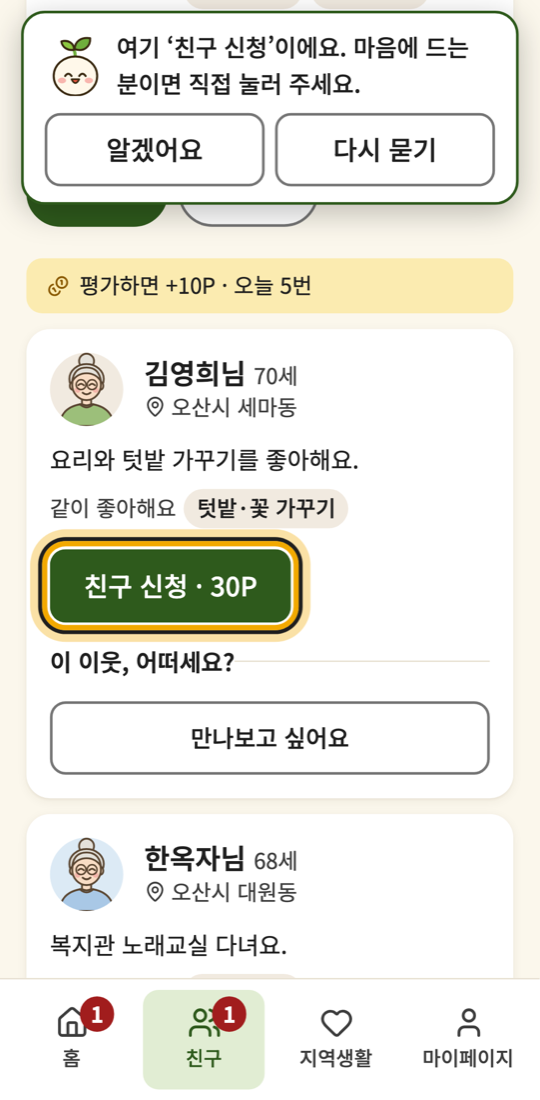 여기 ‘친구 신청’이에요. 마음에 드는
분이면 직접 눌러 주세요.
알겠어요
다시 묻기
평가하면 +10P · 오늘 5번
김영희님 70세
오산시 세마동
요리와 텃밭 가꾸기를 좋아해요.
같이 좋아해요 텃밭·꽃 가꾸기
친구 신청 · 30P
이 이웃, 어떠세요?
만나보고 싶어요
한옥자님 68세
오산시 대원동
복지관 노래교실 다녀요.
1
홈
1
친구
지역생활
마이페이지